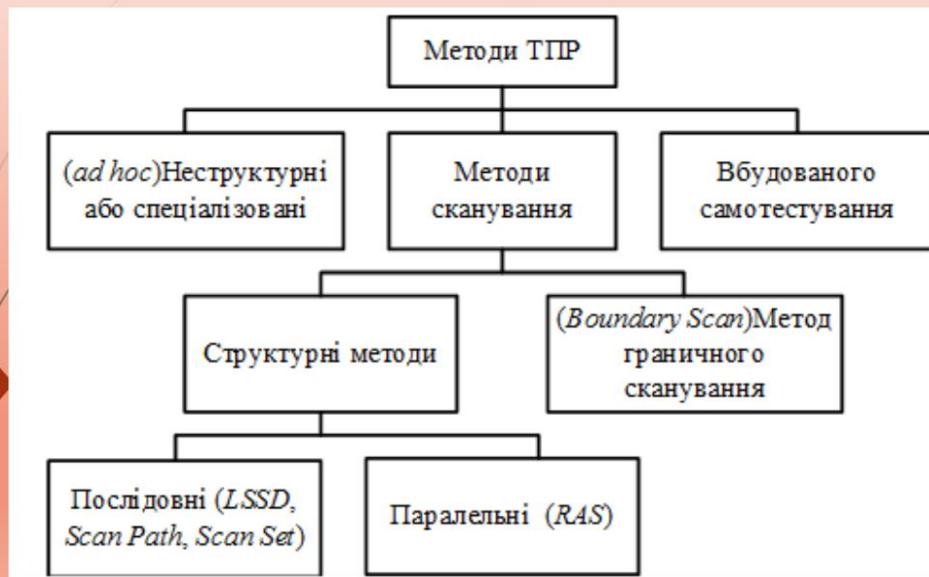 Методи ТПР
(ad hoc)Неструктурні
або спеціалізовані
Методи
сканування
Вбудованого
самотестування
Структурні методи
(Boundary Scan)Метод
граничного
сканування
Послідовні (LSSD,
Scan Path, Scan Set)
Паралельні (RAS)